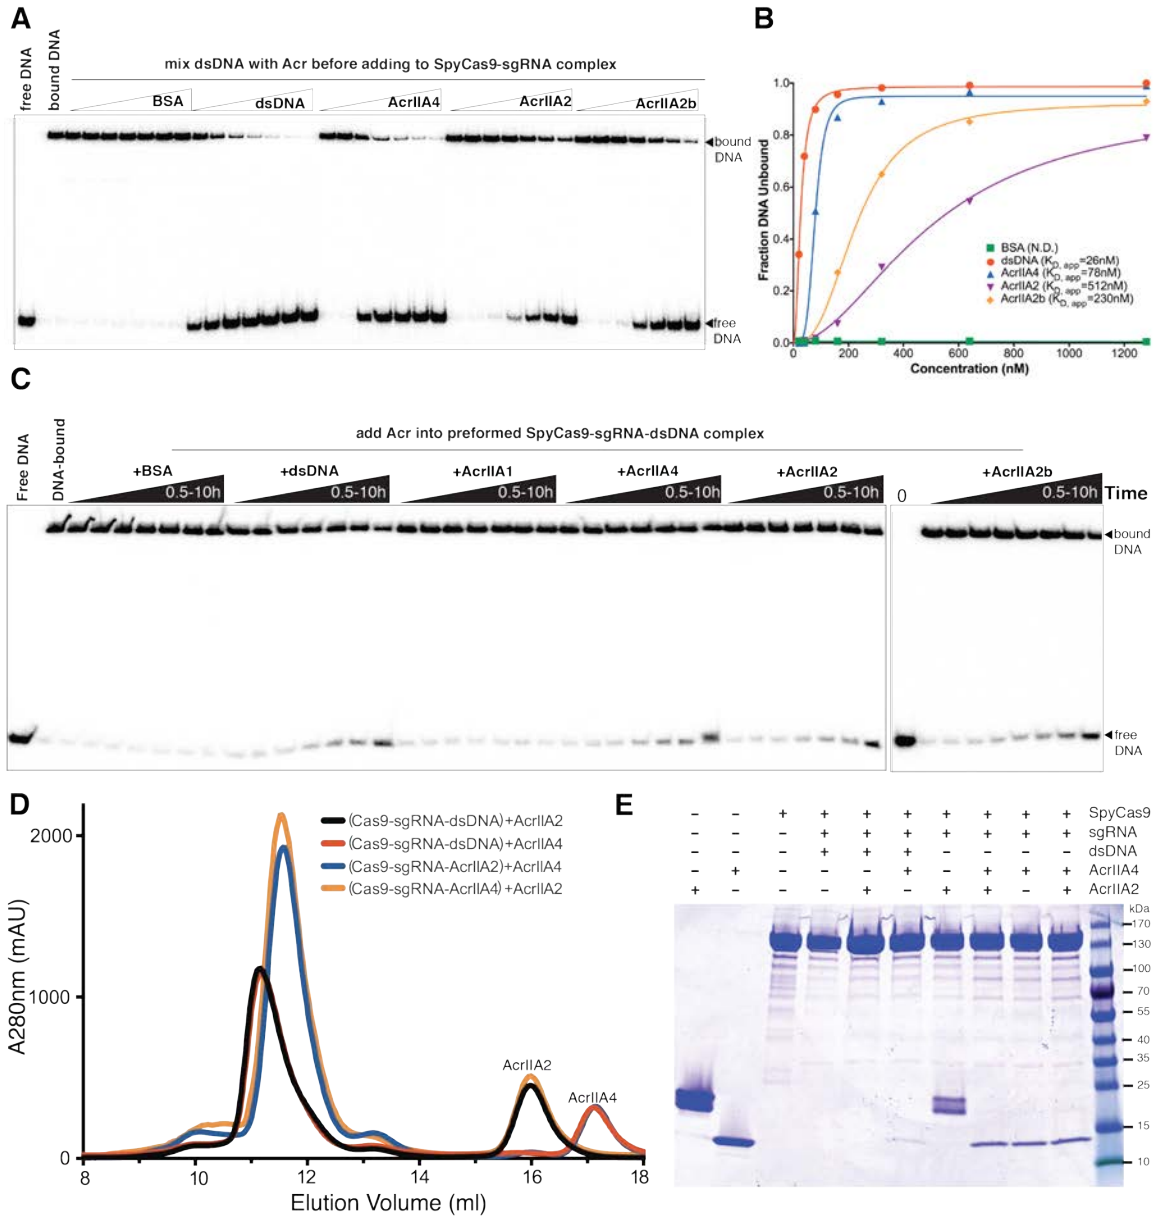 A
free DNA
bound DNA
mix dsDNA with Acr before adding to SpyCas9-sgRNA complex
BSA
dsDNA
AcrIIA4
AcrIIA2
AcrIIA2b
bound
DNA
free
DNA
B
Fraction DNA Unbound
1.0
0.8
0.6
0.4
0.2
0.0
0
200
400
600
800
1000
1200
Concentration (nM)
BSA (N.D.)
dsDNA (KD, app=26nM)
AcrIIA4 (KD, app=78nM)
AcrIIA2 (KD, app=512nM)
AcrIIA2b (KD, app=230nM)
C
Free DNA
DNA-bound
add Acr into preformed SpyCas9-sgRNA-dsDNA complex
+BSA
+dsDNA
+AcrIIA1
+AcrIIA4
+AcrIIA2
+AcrIIA2b
0.5-10h
0.5-10h
0.5-10h
0.5-10h
0.5-10h
0
0.5-10h
Time
bound
DNA
free
DNA
D
A280nm (mAU)
2000
1000
0
8
10
12
14
16
18
Elution Volume (ml)
(Cas9-sgRNA-dsDNA)+AcrIIA2
(Cas9-sgRNA-dsDNA)+AcrIIA4
(Cas9-sgRNA-AcrIIA2)+AcrIIA4
(Cas9-sgRNA-AcrIIA4)+AcrIIA2
AcrIIA2
AcrIIA4
E
– – + + + + + + + + SpyCas9
– – – + + + + + + + sgRNA
– – – + + + – – – – dsDNA
– + – – – + – + + + AcrIIA4
+ – – – + – + + – + AcrIIA2
kDa
170
130
100
70
55
40
35
25
15
10